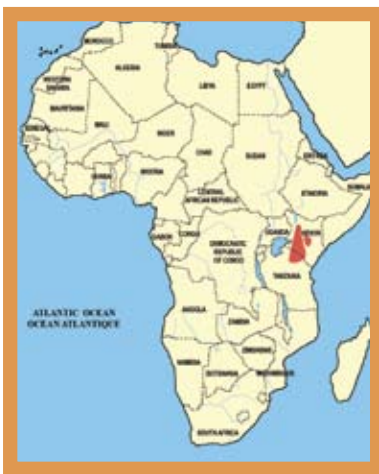 MOROCCO
TUNISIA
ALGERIA
LIBYA
EGYPT
WESTERN
SAHARA
MAURITANIA
MALI
NIGER
CHAD
SUDAN
ERITREA
SENEGAL
NIGERIA
ETHIOPIA
CENTRAL
AFRICAN REPUBLIC
UGANDA
KENYA
GABON
CONGO
DEMOCRATIC
REPUBLIC
OF CONGO
TANZANIA
ATLANTIC OCEAN
OCEAN ATLANTIQUE
ANGOLA
ZAMBIA
ZIMBABWE
MOZAMBIQUE
NAMIBIA
BOTSWANA
SOUTH AFRICA